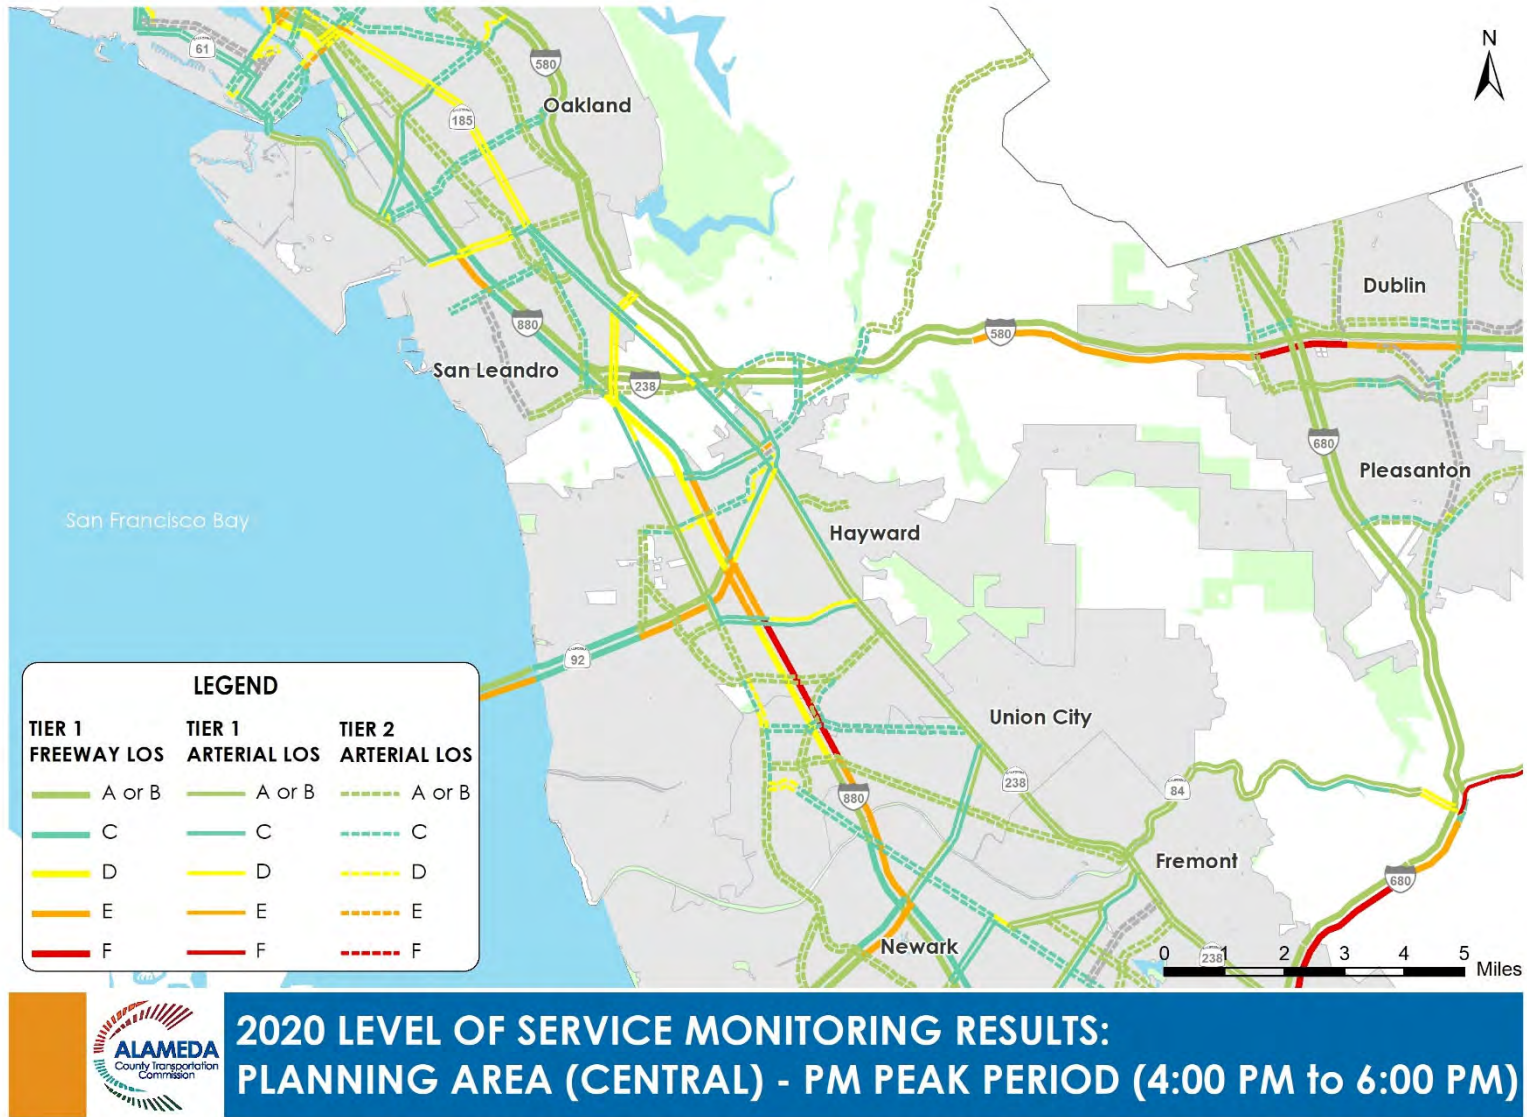 N
61
580
Oakland
185
Dublin
880
580
San Leandro
238
680
Pleasanton
San Francisco Bay
Hayward
92
LEGEND
TIER 1 FREEWAY LOS
TIER 1 ARTERIAL LOS
TIER 2 ARTERIAL LOS
A or B
A or B
A or B
C
C
C
D
D
D
E
E
E
F
F
F
Union City
238
84
880
Fremont
680
Newark
238
0 1 2 3 4 5
Miles
ALAMEDA
County Transportation
Commission
2020 LEVEL OF SERVICE MONITORING RESULTS:
PLANNING AREA (CENTRAL) - PM PEAK PERIOD (4:00 PM to 6:00 PM)